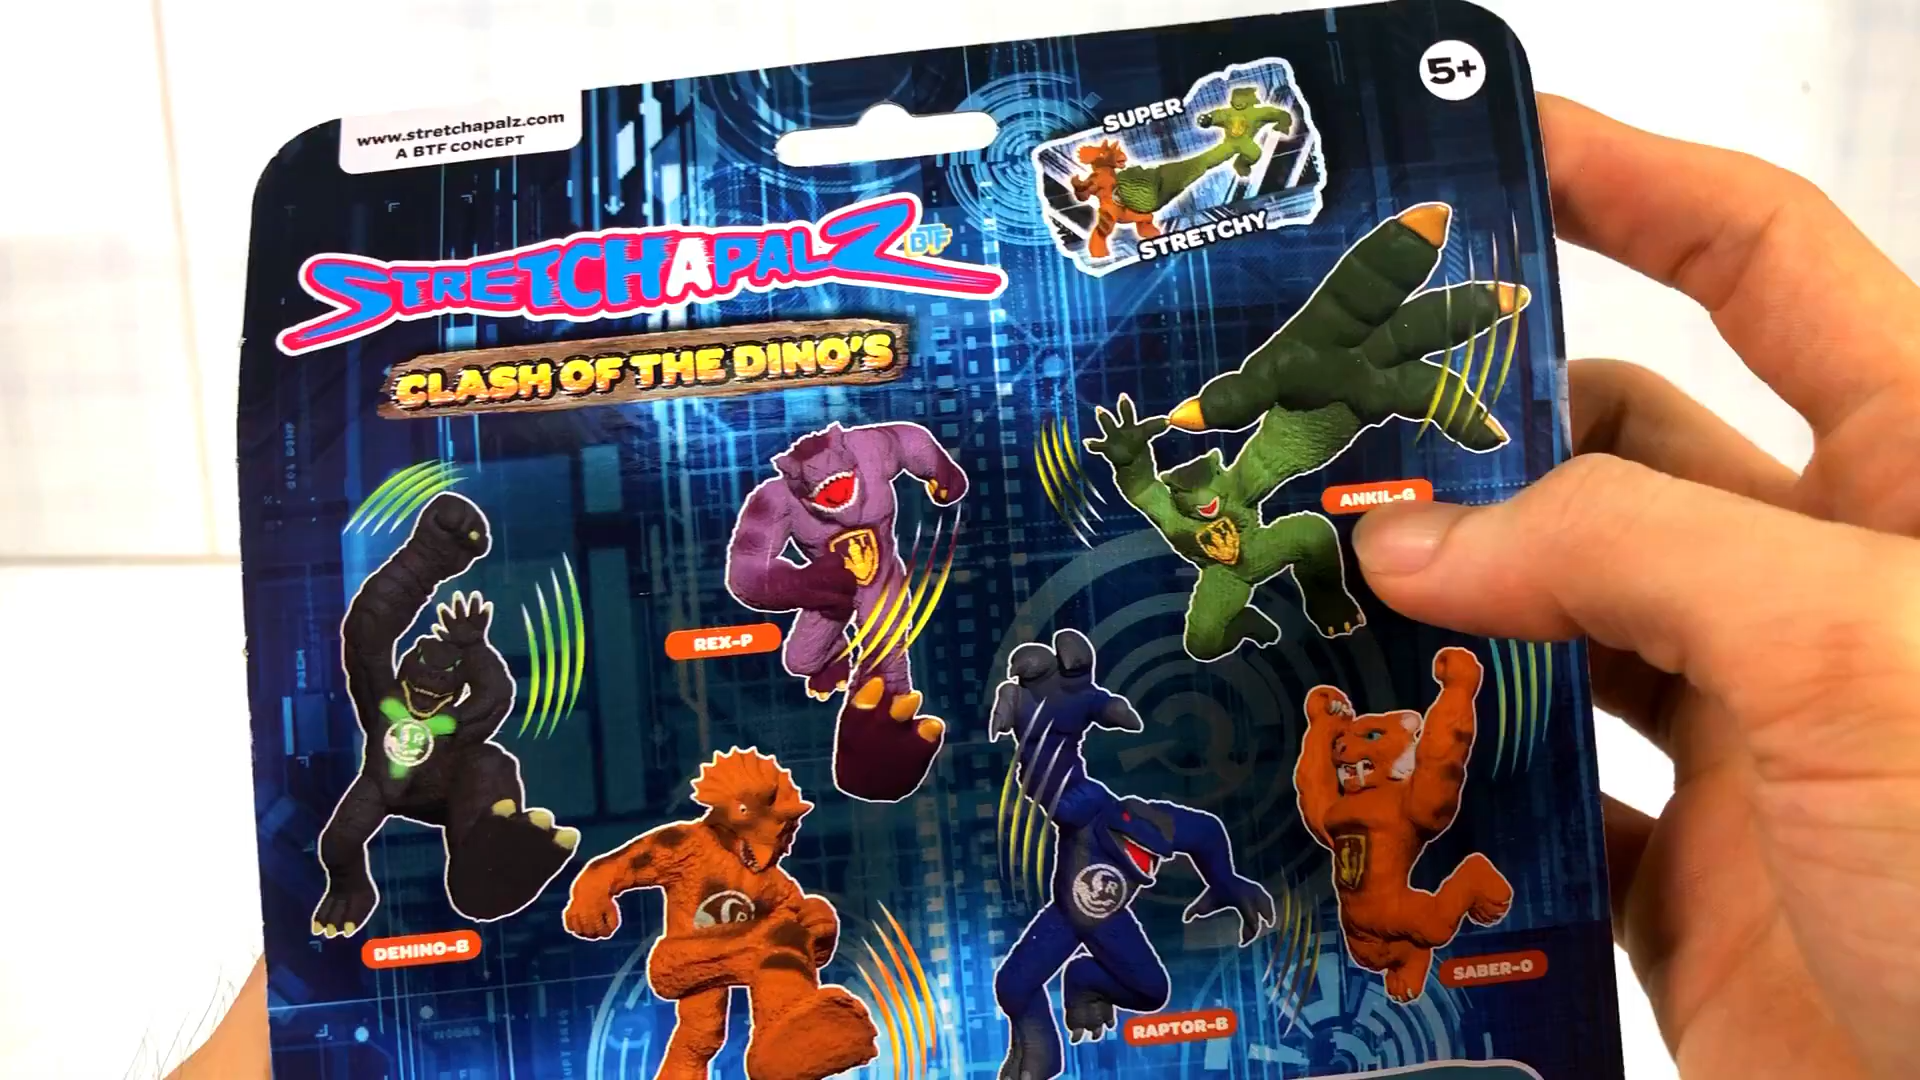 www.stretchapalz.com
A BTF CONCEPT
5+
SUPER
STRETCHY
STRETCHAPALZ
BTF
CLASH OF THE DINO'S
ANKIL-G
REX-P
DEHINO-B
SABER-O
RAPTOR-B